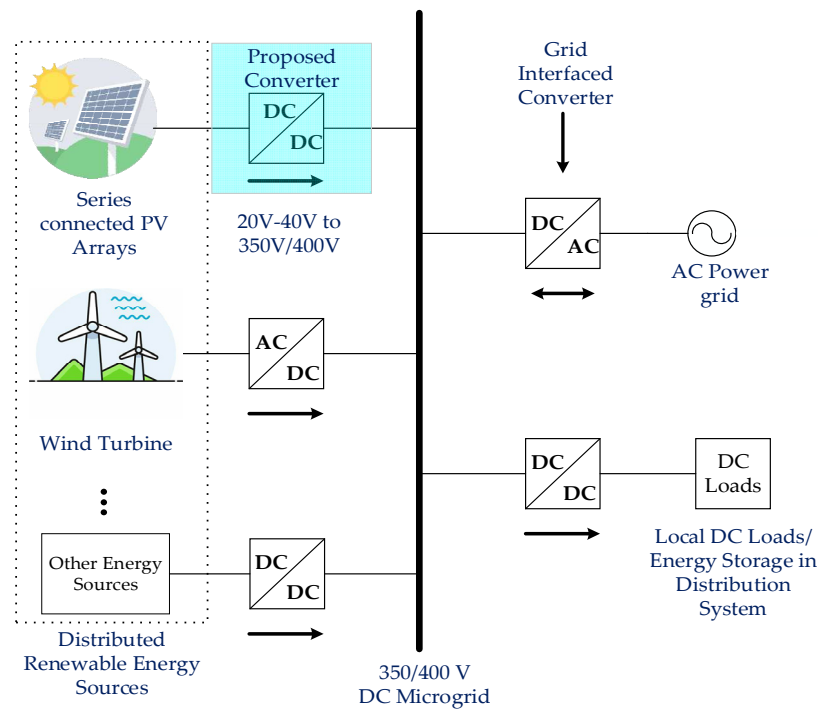 Proposed
Converter
DC
DC
Series
connected PV
Arrays
20V-40V to
350V/400V
AC
DC
Wind Turbine
Other Energy
Sources
DC
DC
Distributed
Renewable Energy
Sources
350/400 V
DC Microgrid
Grid
Interfaced
Converter
DC
AC
AC Power
grid
DC
DC
DC
Loads
Local DC Loads/
Energy Storage in
Distribution
System